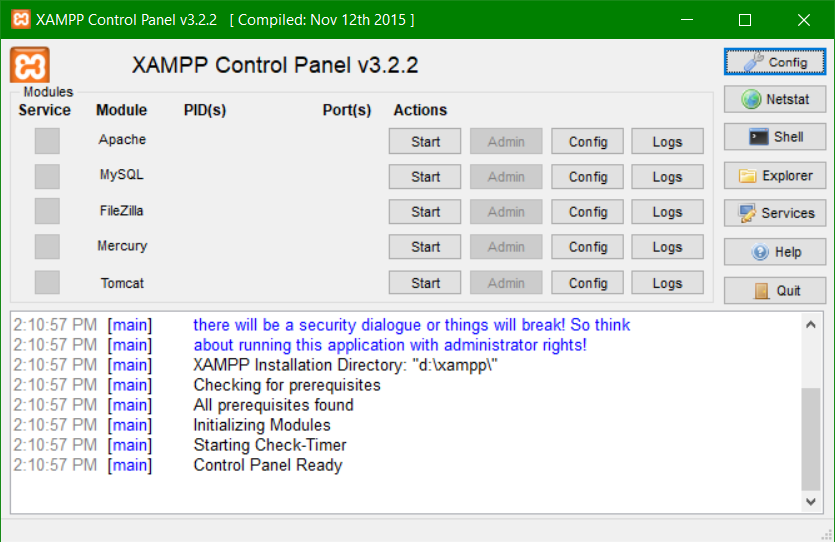 XAMPP Control Panel v3.2.2 [ Compiled: Nov 12th 2015 ]
XAMPP Control Panel v3.2.2
Config
Modules
Service Module PID(s) Port(s) Actions
Netstat
Apache Start Admin Config Logs
Shell
MySQL Start Admin Config Logs
Explorer
FileZilla Start Admin Config Logs
Services
Mercury Start Admin Config Logs
Help
Tomcat Start Admin Config Logs
Quit
2:10:57 PM [main] there will be a security dialogue or things will break! So think
2:10:57 PM [main] about running this application with administrator rights!
2:10:57 PM [main] XAMPP Installation Directory: "d:\xampp\"
2:10:57 PM [main] Checking for prerequisites
2:10:57 PM [main] All prerequisites found
2:10:57 PM [main] Initializing Modules
2:10:57 PM [main] Starting Check-Timer
2:10:57 PM [main] Control Panel Ready